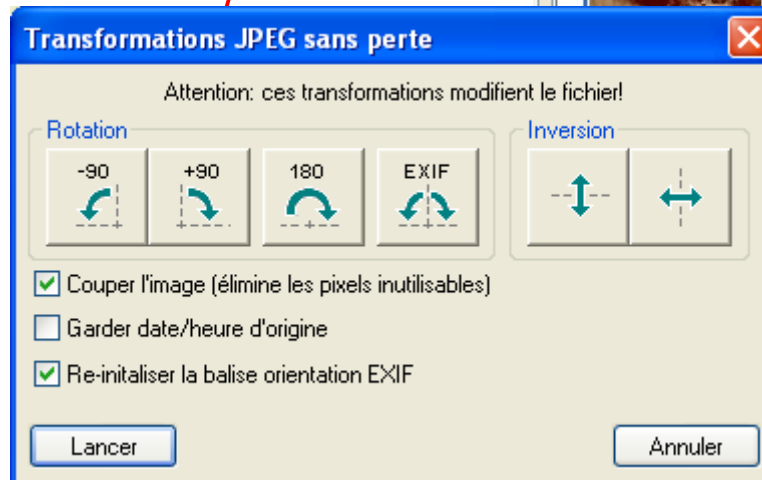 Transformations JPEG sans perte
Attention: ces transformations modifient le fichier!
Rotation
Inversion
-90
+90
180
EXIF
Couper l'image (élimine les pixels inutilisables)
Garder date/heure d'origine
Re-initaliser la balise orientation EXIF
Lancer
Annuler